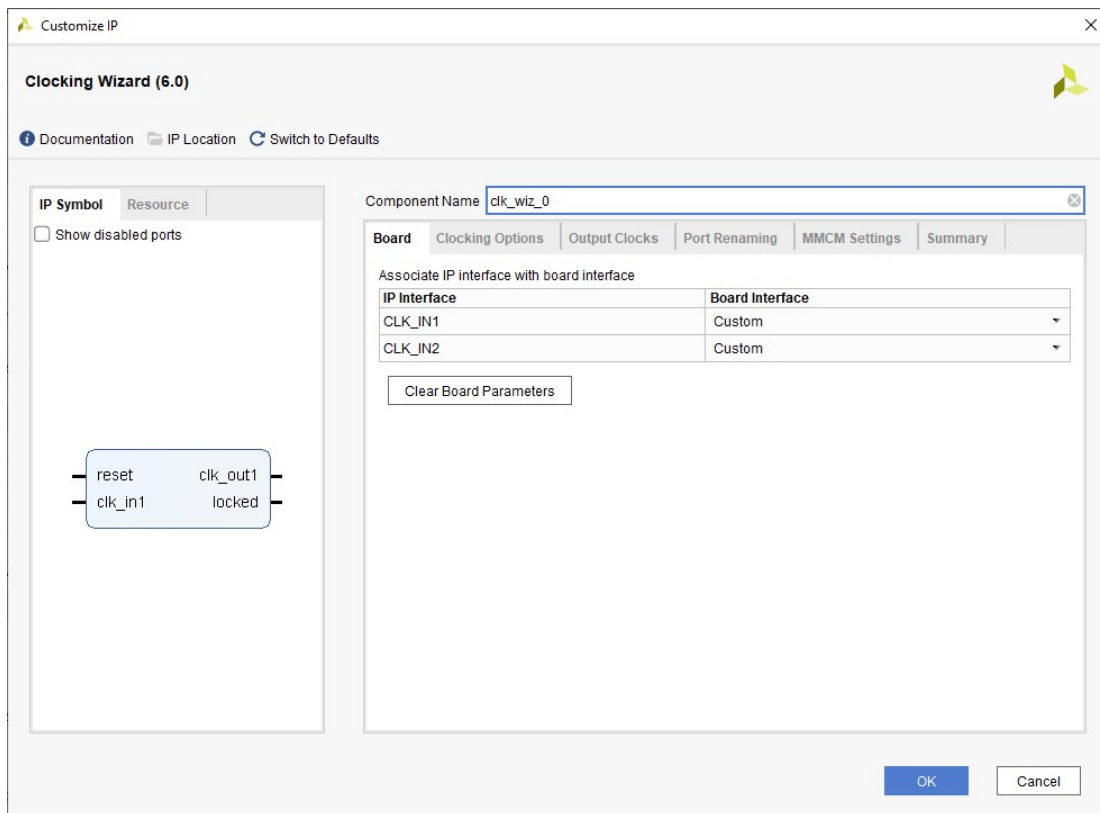 Customize IP
Clocking Wizard (6.0)
Documentation IP Location Switch to Defaults
IP Symbol Resource
Show disabled ports
reset clk_out1
clk_in1 locked
Component Name clk_wiz_0
Board Clocking Options Output Clocks Port Renaming MMCM Settings Summary
Associate IP interface with board interface
IP Interface Board Interface
CLK_IN1 Custom
CLK_IN2 Custom
Clear Board Parameters
OK Cancel